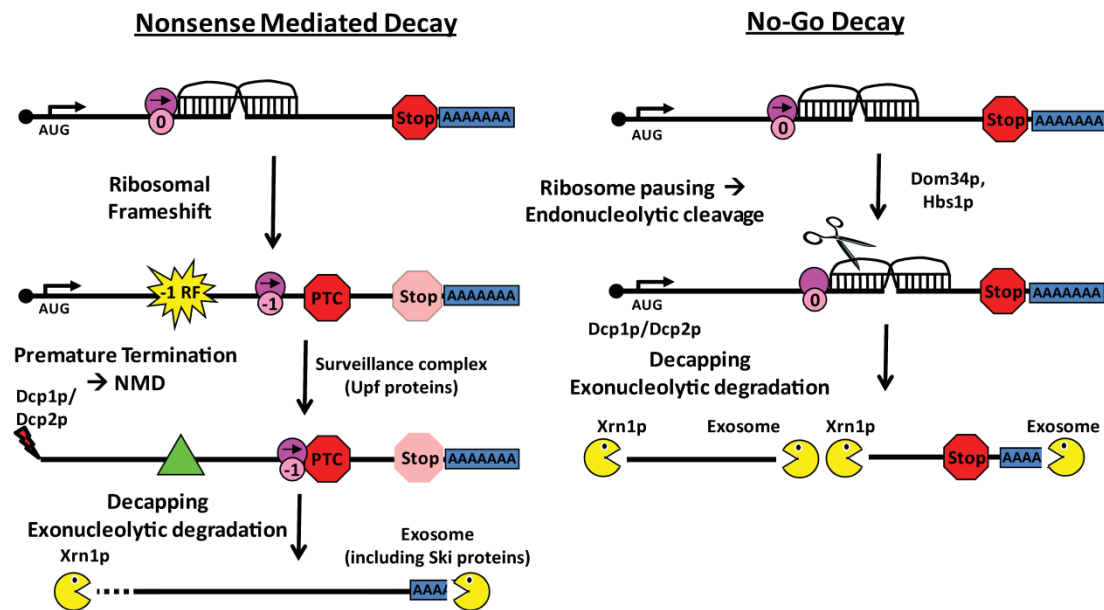 Nonsense Mediated Decay
0
AUG
Stop
AAAAAAA
Ribosomal
Frameshift
-1 RF
-1
PTC
Stop
AAAAAAA
AUG
Premature Termination
→ NMD
Surveillance complex
(Upf proteins)
Dcp1p/
Dcp2p
-1
PTC
Stop
AAAAAAA
Decapping
Exonucleolytic degradation
Xrn1p
Exosome
(including Ski proteins)
AAAA
No-Go Decay
0
AUG
Stop
AAAAAAA
Ribosome pausing →
Endonucleolytic cleavage
Dom34p,
Hbs1p
0
AUG
Stop
AAAAAAA
Dcp1p/Dcp2p
Decapping
Exonucleolytic degradation
Xrn1p
Exosome
Xrn1p
Exosome
Stop
AAAA